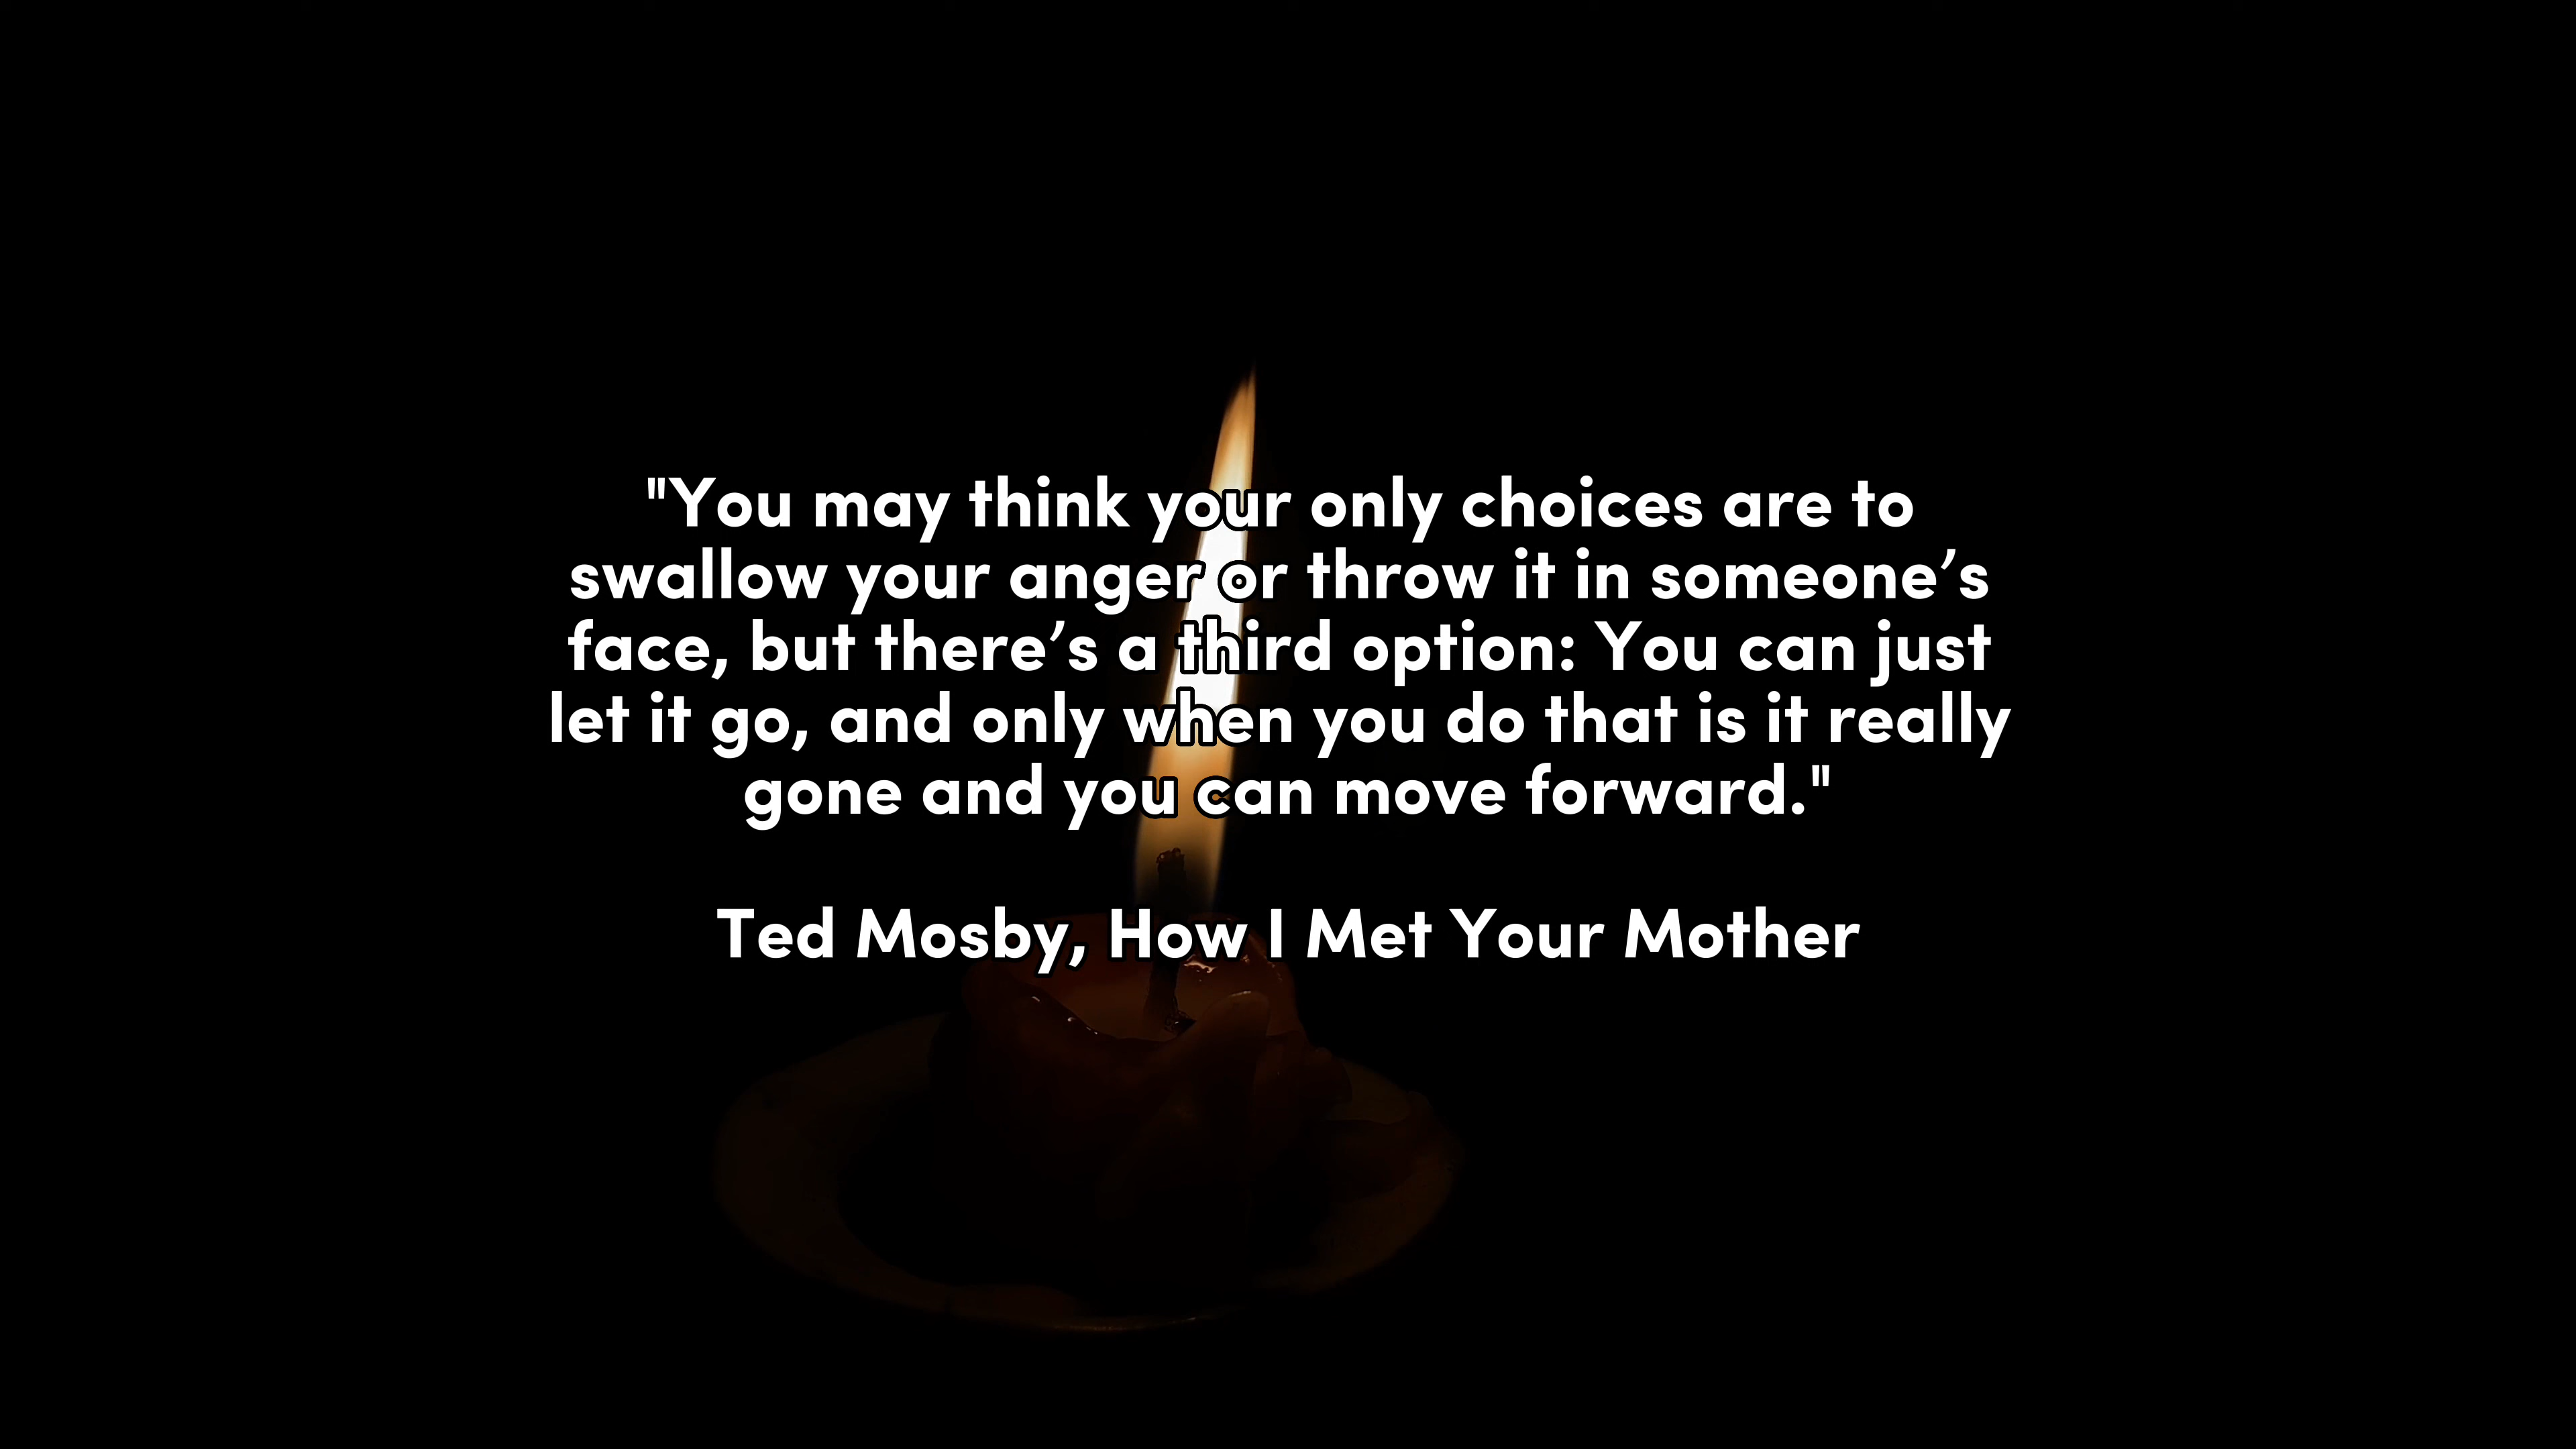 "You may think your only choices are to
swallow your anger or throw it in someone’s
face, but there’s a third option: You can just
let it go, and only when you do that is it really
gone and you can move forward."
Ted Mosby, How I Met Your Mother